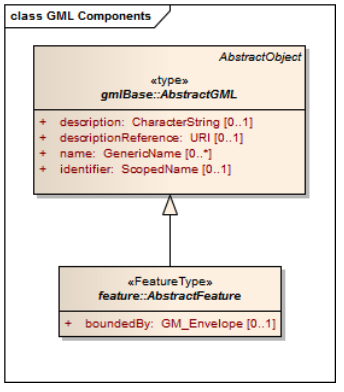 class GML Components
AbstractObject
«type»
gmlBase::AbstractGML
+ description: CharacterString [0..1]
+ descriptionReference: URI [0..1]
+ name: GenericName [0..*]
+ identifier: ScopedName [0..1]
«FeatureType»
feature::AbstractFeature
+ boundedBy: GM_Envelope [0..1]